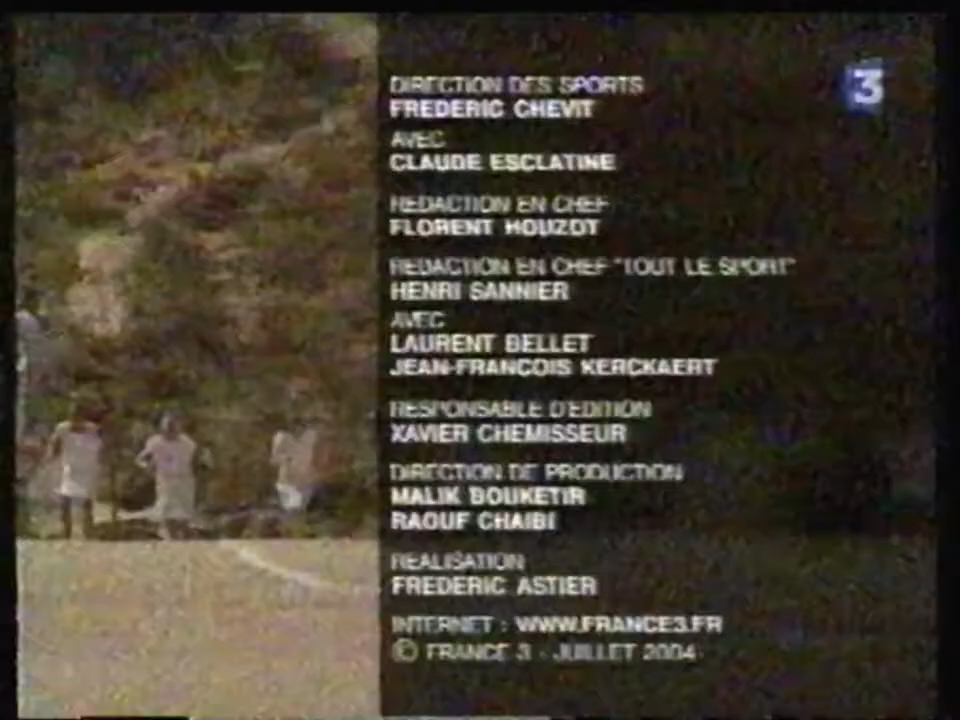 3
DIRECTION DES SPORTS
FREDERIC CHEVIT
AVEC
CLAUDE ESCLATINE
REDACTION EN CHEF
FLORENT HOUZOT
REDACTION EN CHEF "TOUT LE SPORT"
HENRI SANNIER
AVEC
LAURENT BELLET
JEAN-FRANCOIS KERCKAERT
RESPONSABLE D'EDITION
XAVIER CHEMISSEUR
DIRECTION DE PRODUCTION
MALIK BOUKETIR
RAOUF CHAIBI
REALISATION
FREDERIC ASTIER
INTERNET : WWW.FRANCE3.FR
© FRANCE 3 - JUILLET 2004